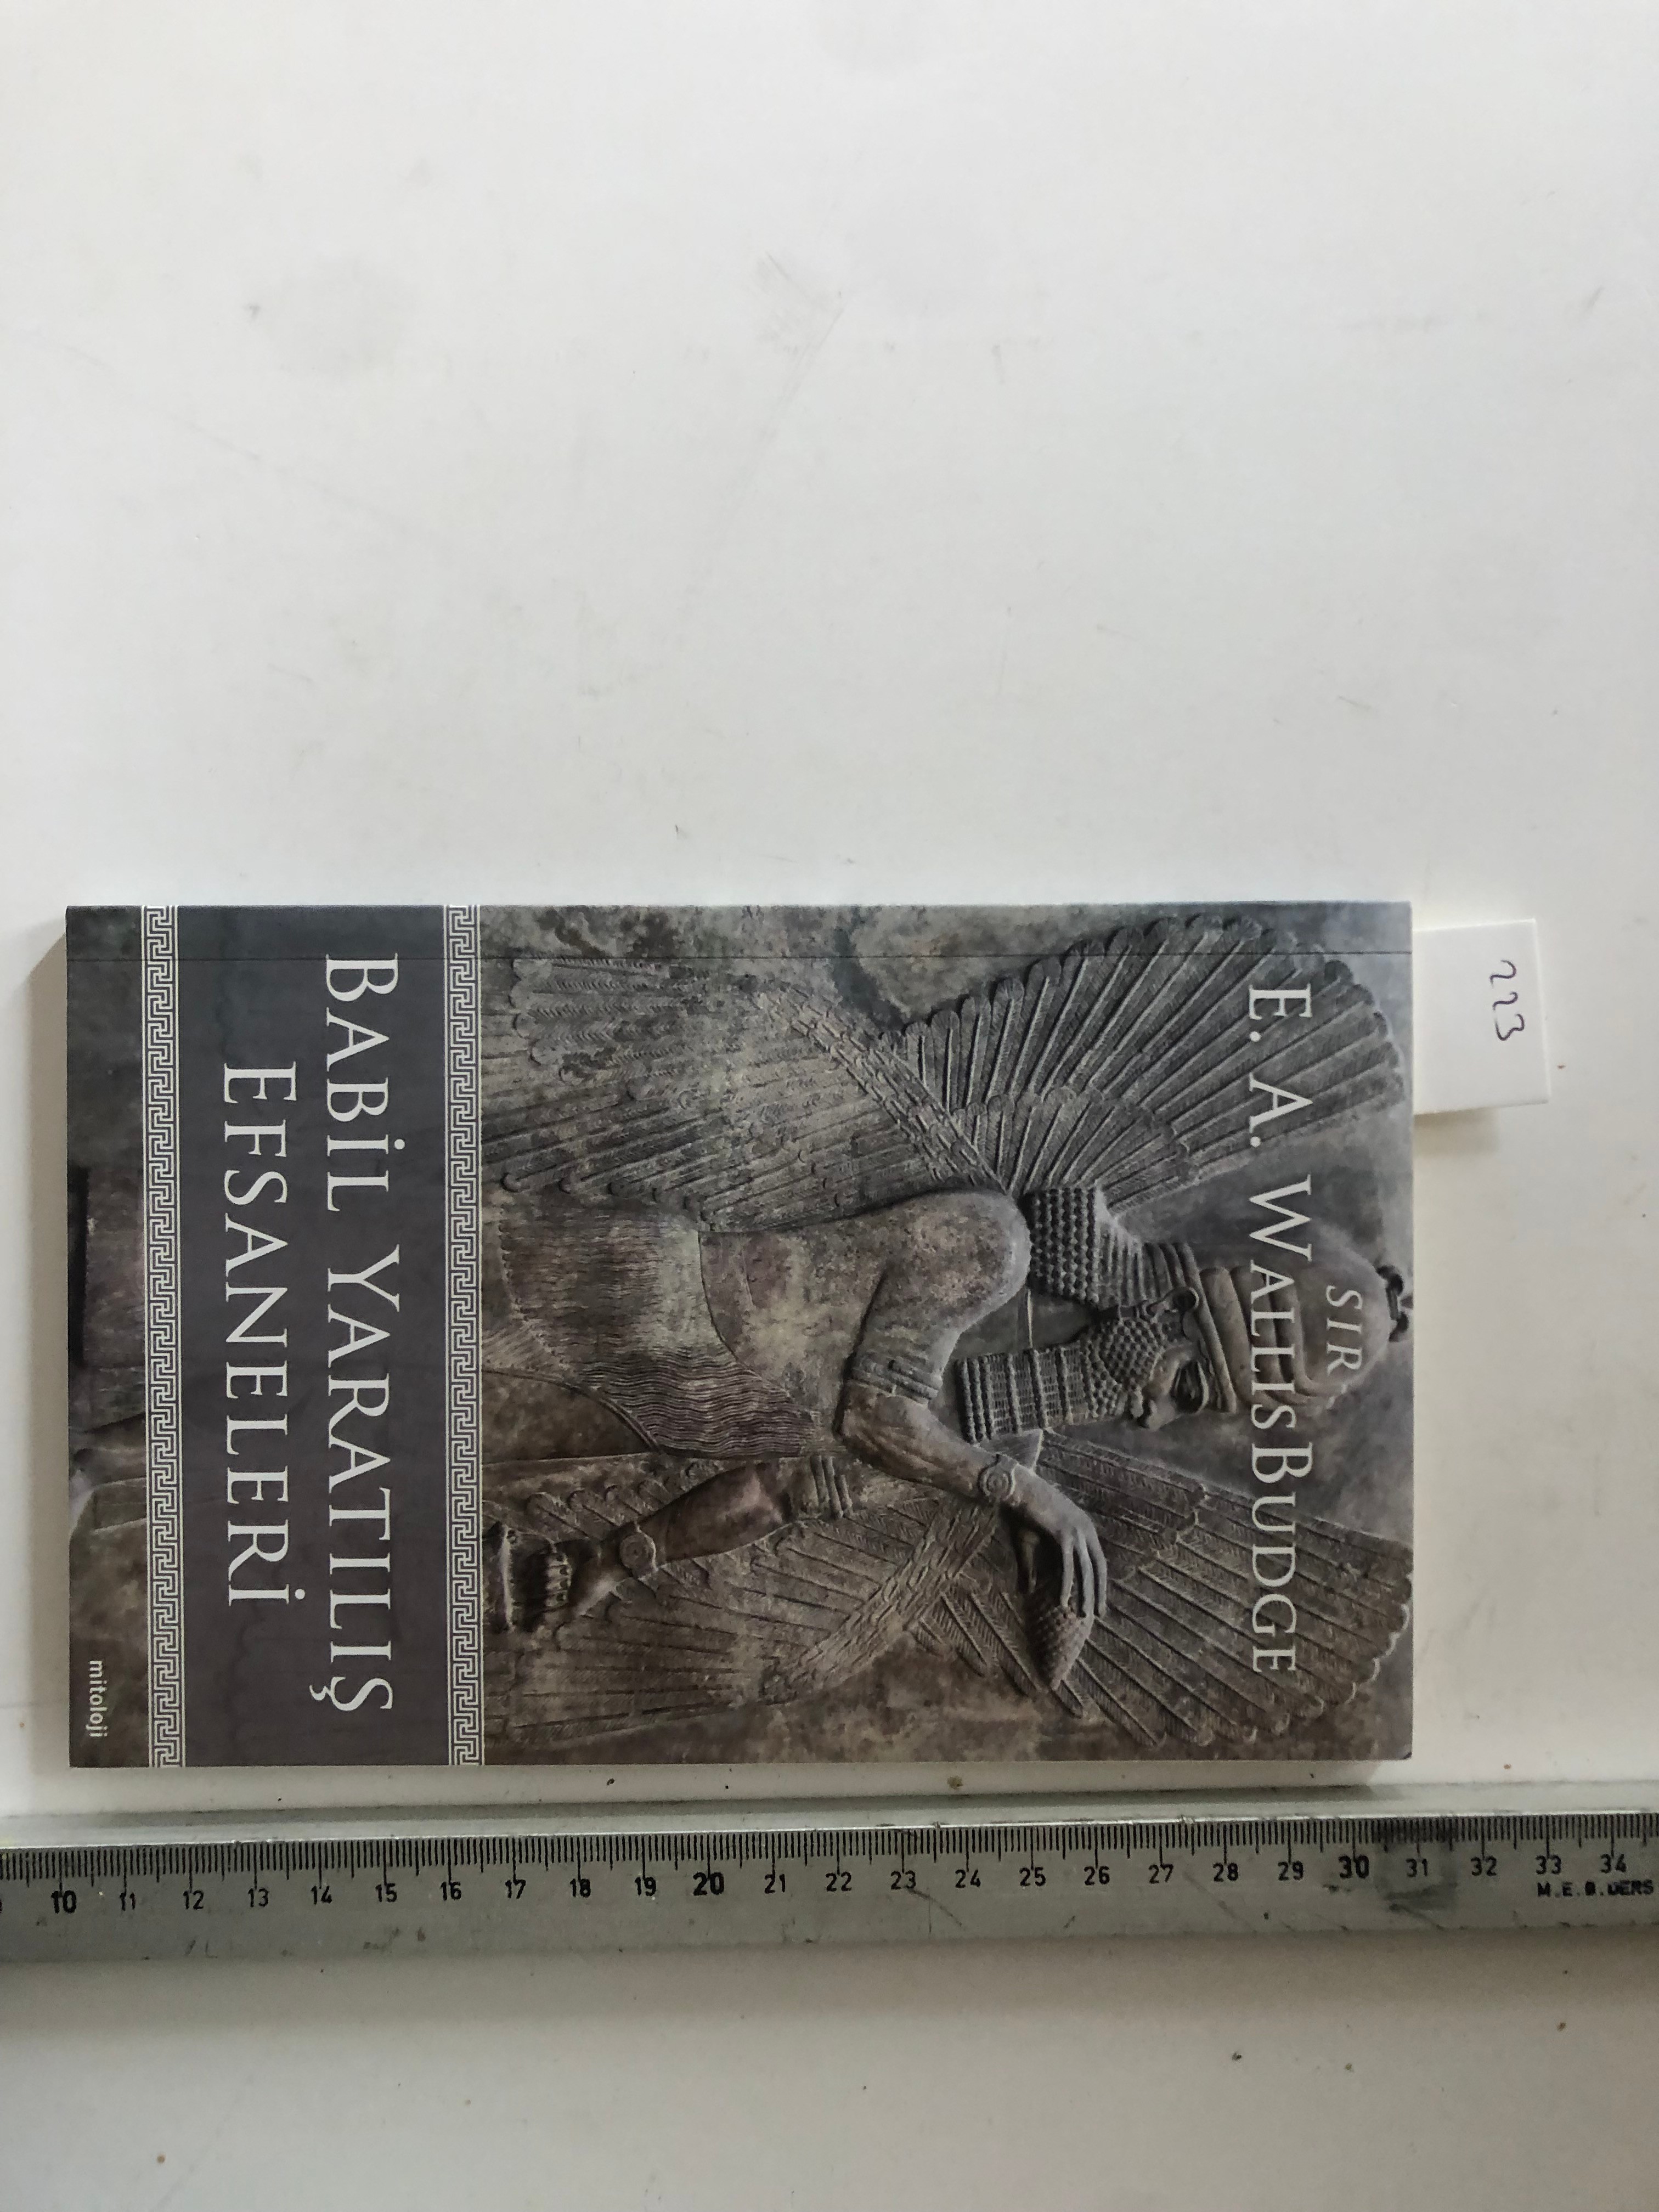 223
SIR
E. A. WALLIS BUDGE
BABİL YARATILIŞ
EFSANELERİ
mitoloji
10 11 12 13 14 15 16 17 18 19 20 21 22 23 24 25 26 27 28 29 30 31 32 33 34
M.E.B. DERS